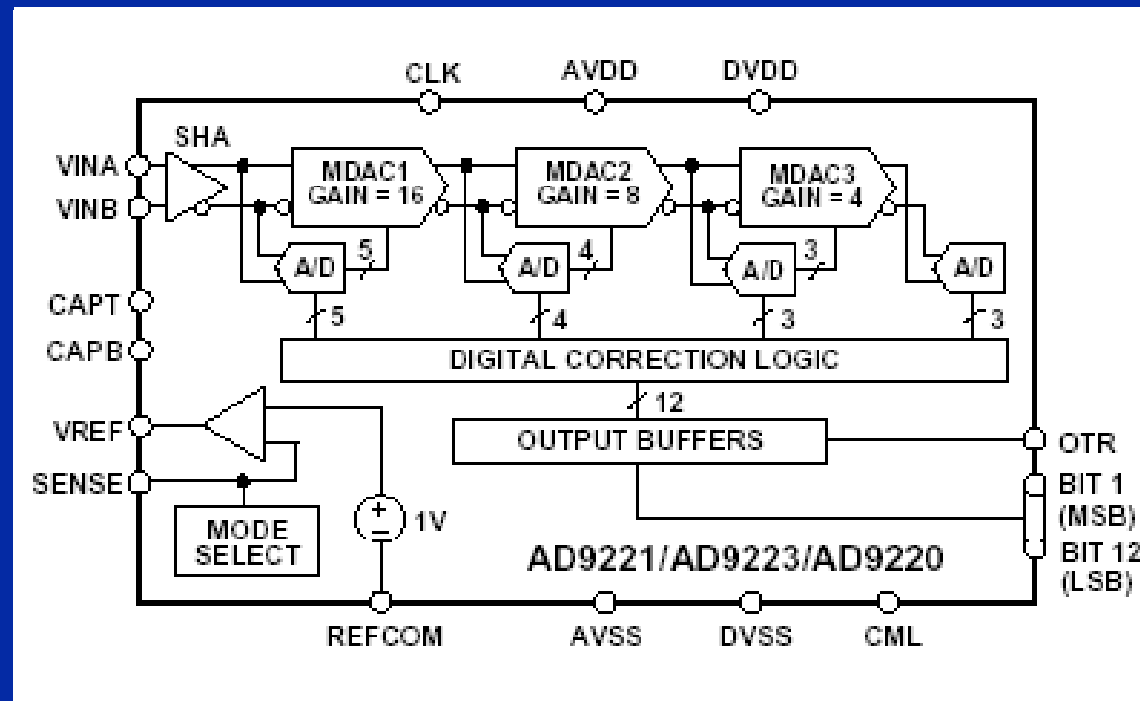 CLK
AVDD
DVDD
SHA
VINA
VINB
MDAC1
GAIN = 16
MDAC2
GAIN = 8
MDAC3
GAIN = 4
A/D
5
A/D
4
A/D
3
A/D
5
4
3
3
CAPT
CAPB
DIGITAL CORRECTION LOGIC
12
VREF
OUTPUT BUFFERS
OTR
SENSE
BIT 1
(MSB)
BIT 12
(LSB)
MODE
SELECT
+
–
1V
AD9221/AD9223/AD9220
REFCOM
AVSS
DVSS
CML